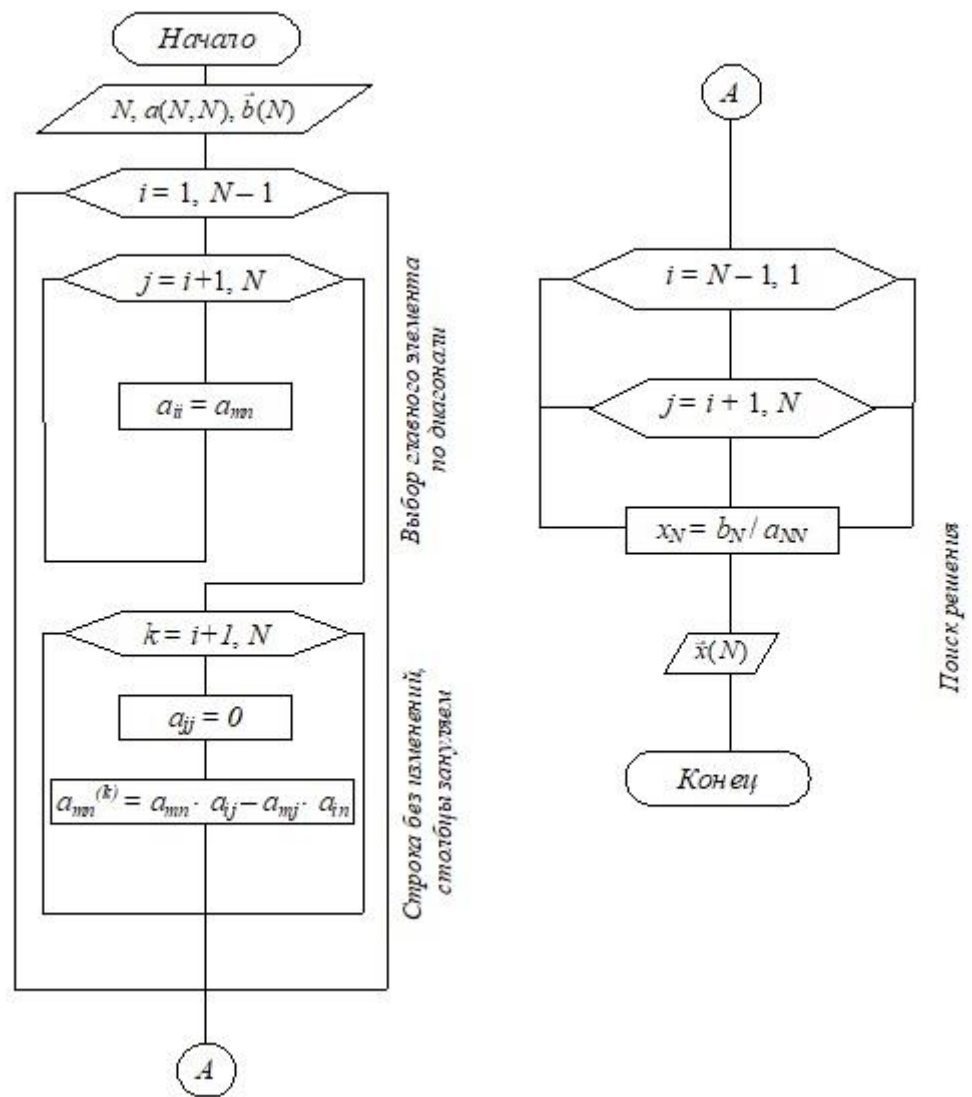 Начало
N, a(N,N), b⃗(N)
i = 1, N – 1
j = i+1, N
a_ii = a_mn
Выбор главного элемента
по диагонали
k = i+1, N
a_jj = 0
a_mn^(k) = a_mn · a_ij – a_mj · a_in
Строка без изменений,
столбцы зануляем
A
A
i = N – 1, 1
j = i + 1, N
x_N = b_N / a_NN
x⃗(N)
Конец
Поиск решения